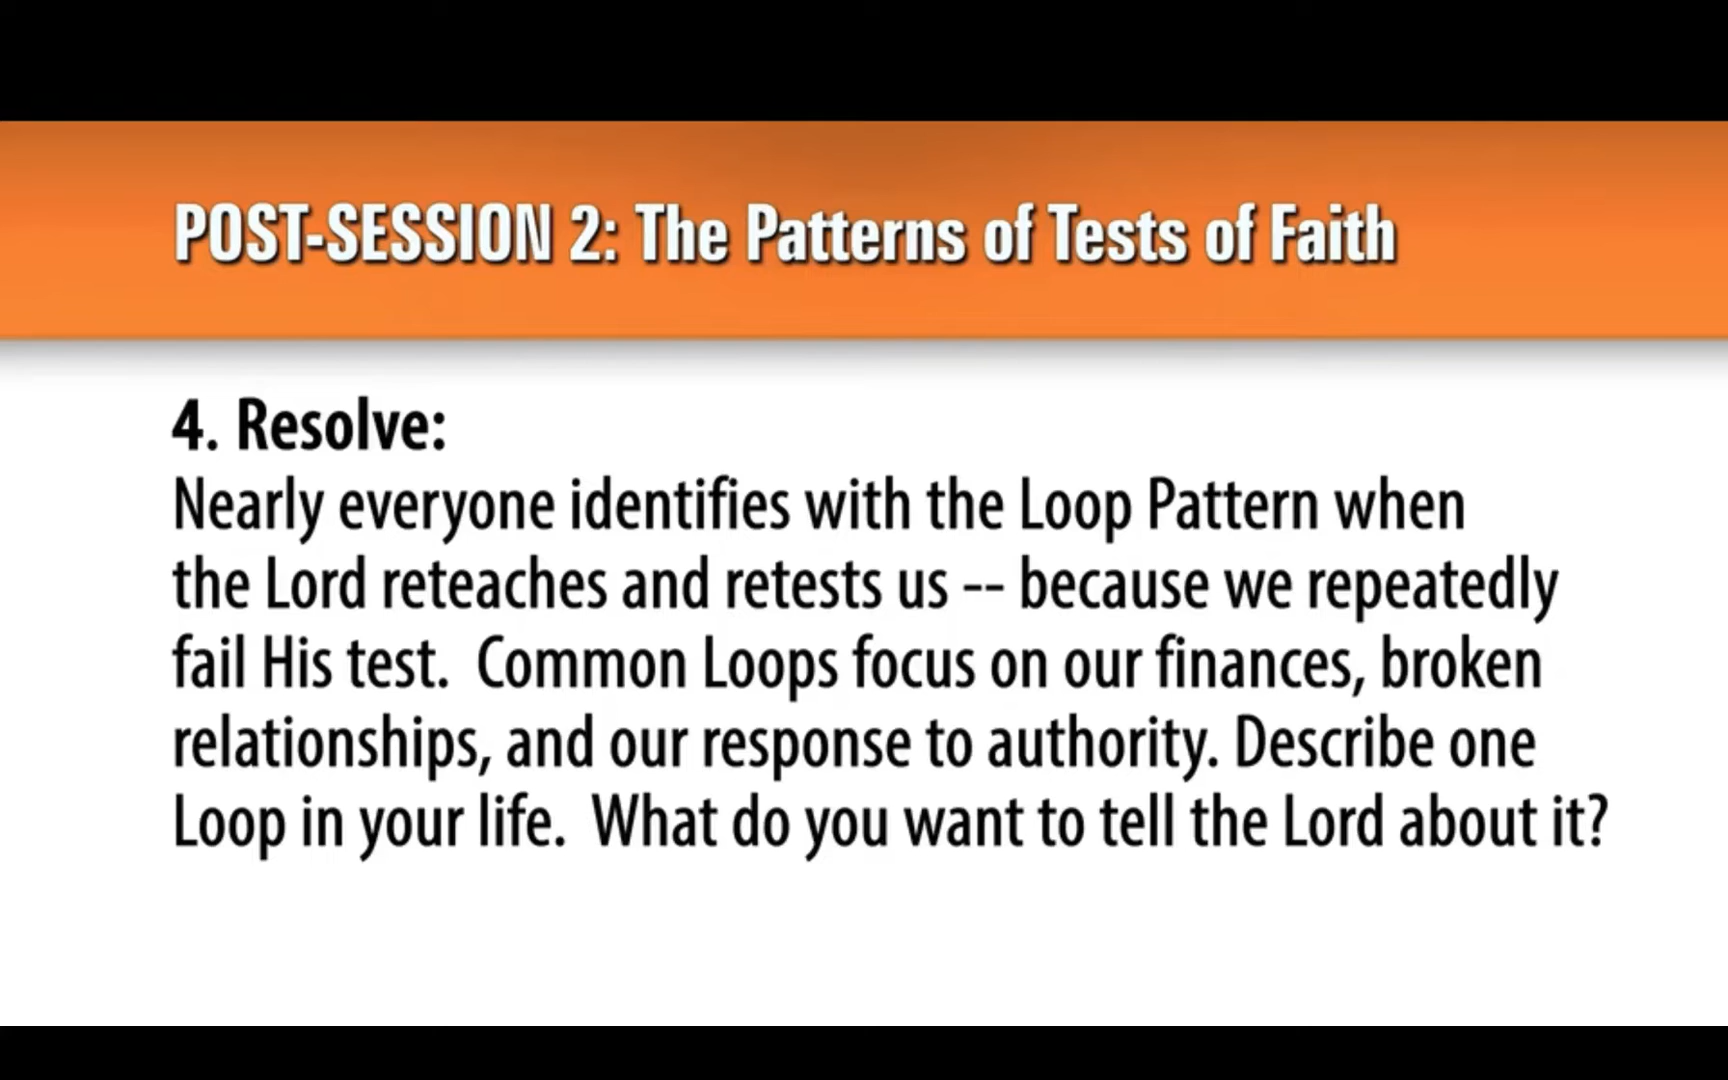 POST-SESSION 2: The Patterns of Tests of Faith
4. Resolve:
Nearly everyone identifies with the Loop Pattern when
the Lord reteaches and retests us -- because we repeatedly
fail His test.  Common Loops focus on our finances, broken
relationships, and our response to authority. Describe one
Loop in your life.  What do you want to tell the Lord about it?